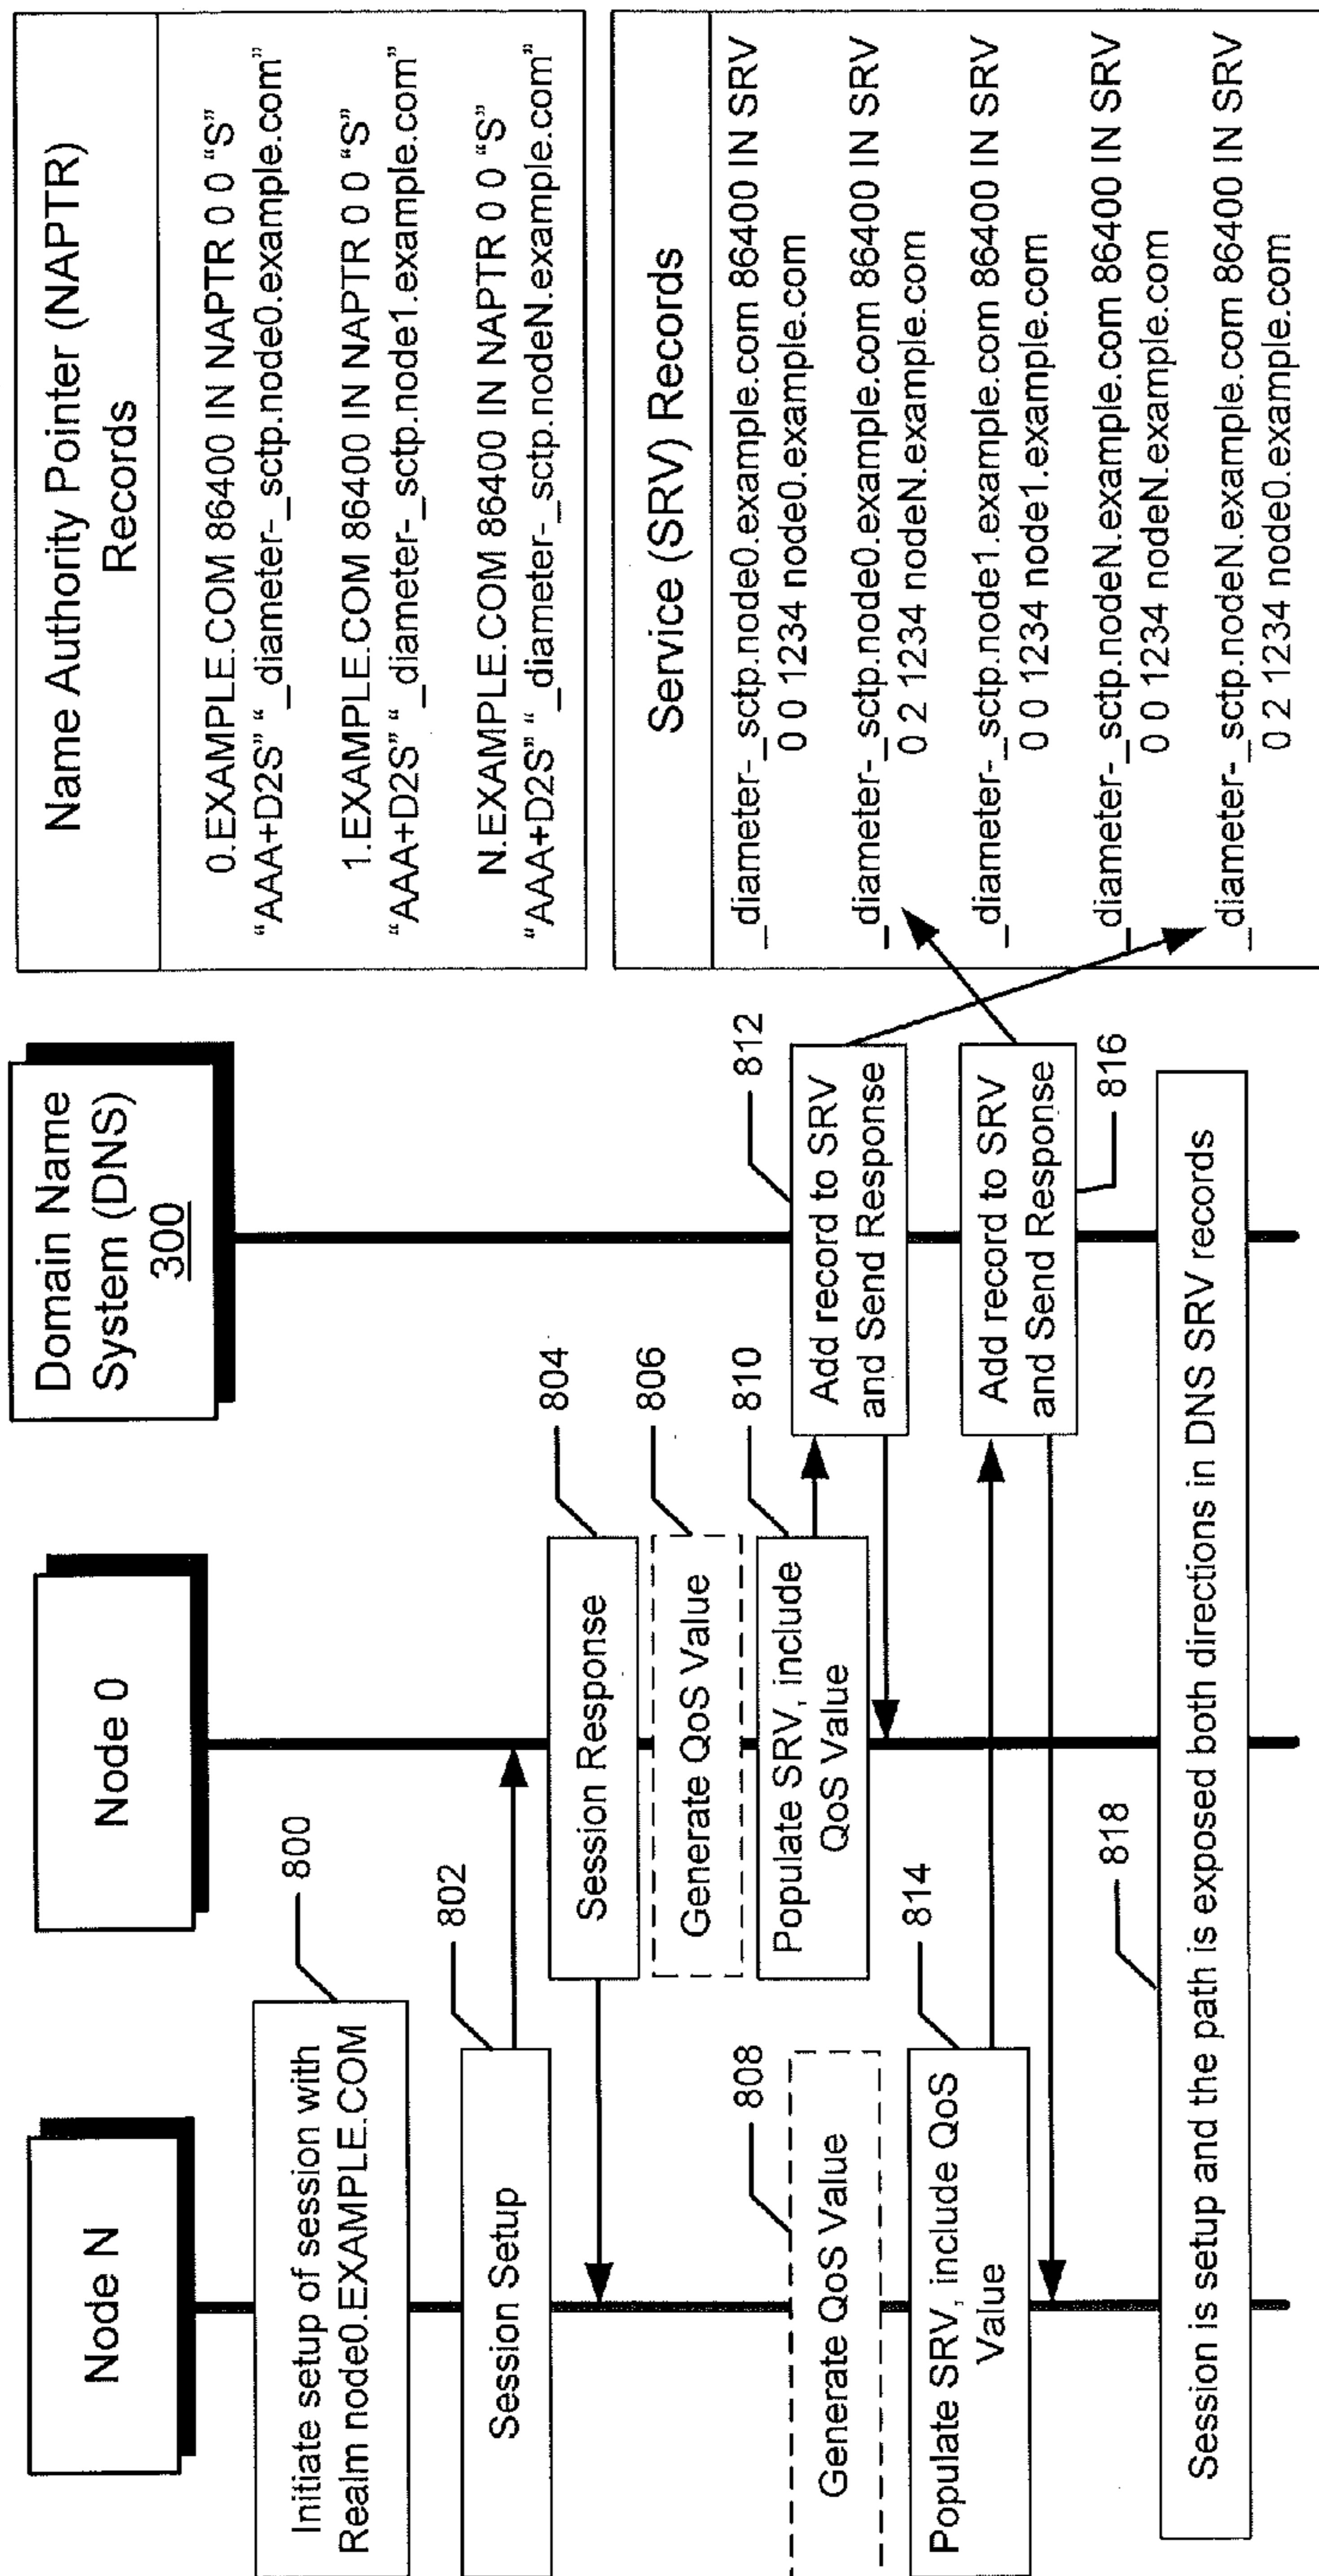 Node N
Node 0
Domain Name
System (DNS)
300
Initiate setup of session with
Realm node0.EXAMPLE.COM
800
Session Setup
802
Session Response
804
Generate QoS Value
806
Generate QoS Value
808
Populate SRV, include
QoS Value
810
Add record to SRV
and Send Response
812
Populate SRV, include QoS
Value
814
Add record to SRV
and Send Response
816
Session is setup and the path is exposed both directions in DNS SRV records
818
Name Authority Pointer (NAPTR)
Records
0.EXAMPLE.COM 86400 IN NAPTR 0 0 “S”
“AAA+D2S” “_diameter-_sctp.node0.example.com”
1.EXAMPLE.COM 86400 IN NAPTR 0 0 “S”
“AAA+D2S” “_diameter-_sctp.node1.example.com”
N.EXAMPLE.COM 86400 IN NAPTR 0 0 “S”
“AAA+D2S” “_diameter-_sctp.nodeN.example.com”
Service (SRV) Records
_diameter-_sctp.node0.example.com 86400 IN SRV
0 0 1234 node0.example.com
_diameter-_sctp.node0.example.com 86400 IN SRV
0 2 1234 nodeN.example.com
_diameter-_sctp.node1.example.com 86400 IN SRV
0 0 1234 node1.example.com
_diameter-_sctp.nodeN.example.com 86400 IN SRV
0 0 1234 nodeN.example.com
_diameter-_sctp.nodeN.example.com 86400 IN SRV
0 2 1234 node0.example.com